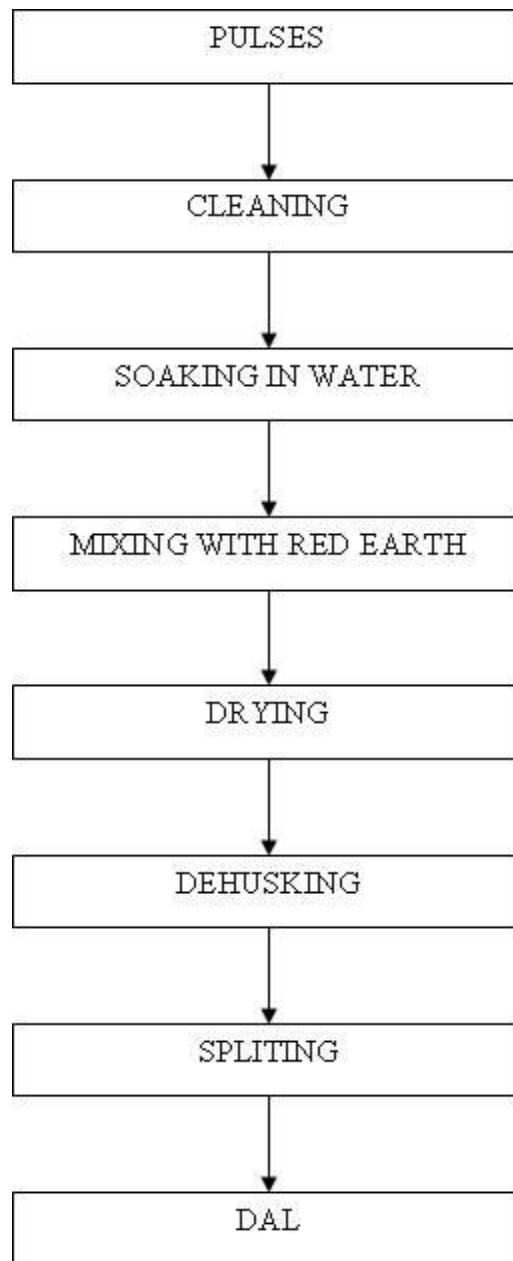 PULSES
CLEANING
SOAKING IN WATER
MIXING WITH RED EARTH
DRYING
DEHUSKING
SPLITING
DAL